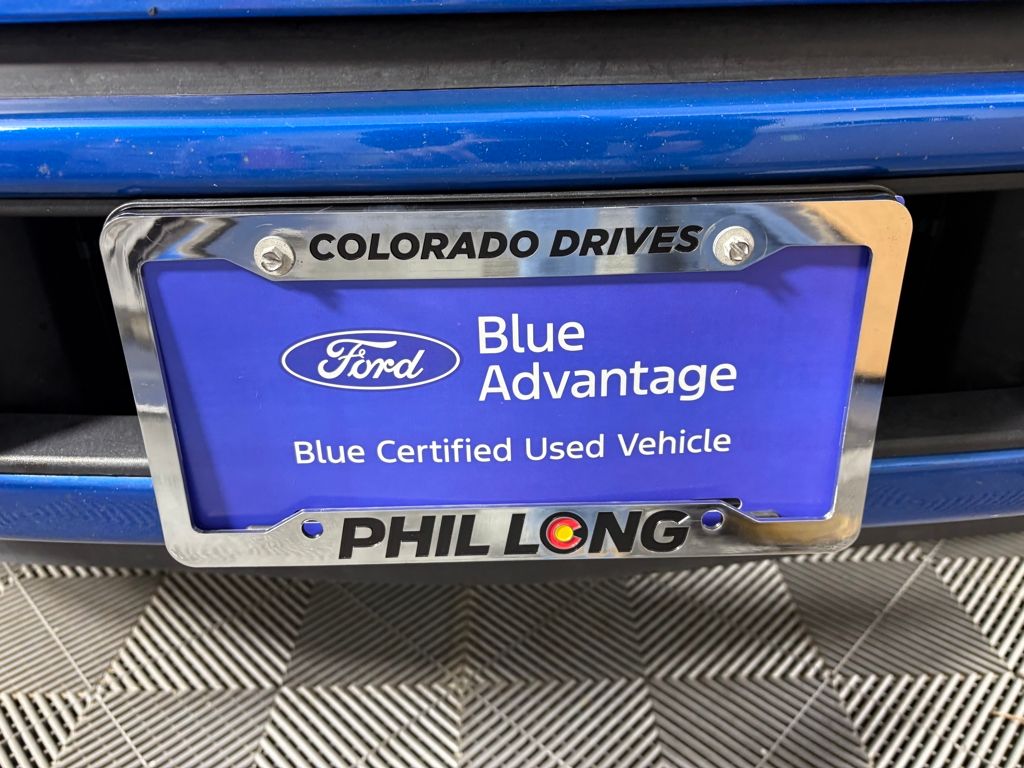 COLORADO DRIVES
Ford
Blue
Advantage
Blue Certified Used Vehicle
PHIL LONG